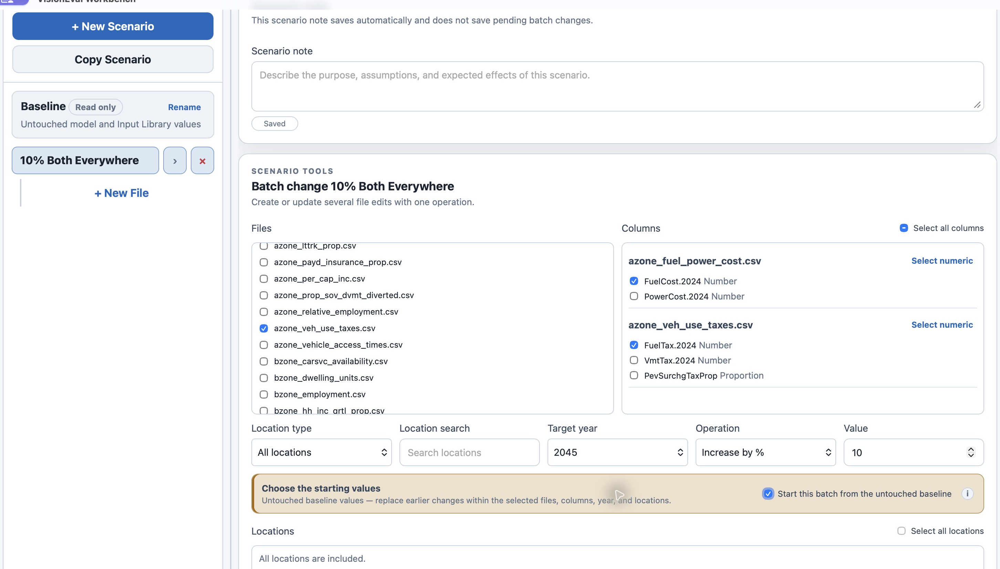 VisionEval Workbench
+ New Scenario
Copy Scenario
Baseline Read only Rename
Untouched model and Input Library values
10% Both Everywhere › ×
+ New File
This scenario note saves automatically and does not save pending batch changes.
Scenario note
Describe the purpose, assumptions, and expected effects of this scenario.
Saved
SCENARIO TOOLS
Batch change 10% Both Everywhere
Create or update several file edits with one operation.
Files
azone_lttrk_prop.csv
azone_payd_insurance_prop.csv
azone_per_cap_inc.csv
azone_prop_sov_dvmt_diverted.csv
azone_relative_employment.csv
azone_veh_use_taxes.csv
azone_vehicle_access_times.csv
bzone_carsvc_availability.csv
bzone_dwelling_units.csv
bzone_employment.csv
bzone_hh_inc_qrtl_prop.csv
Columns Select all columns
azone_fuel_power_cost.csv Select numeric
FuelCost.2024 Number
PowerCost.2024 Number
azone_veh_use_taxes.csv Select numeric
FuelTax.2024 Number
VmtTax.2024 Number
PevSurchgTaxProp Proportion
Location type Location search Target year Operation Value
All locations Search locations 2045 Increase by % 10
Choose the starting values
Untouched baseline values — replace earlier changes within the selected files, columns, year, and locations.
Start this batch from the untouched baseline i
Locations Select all locations
All locations are included.